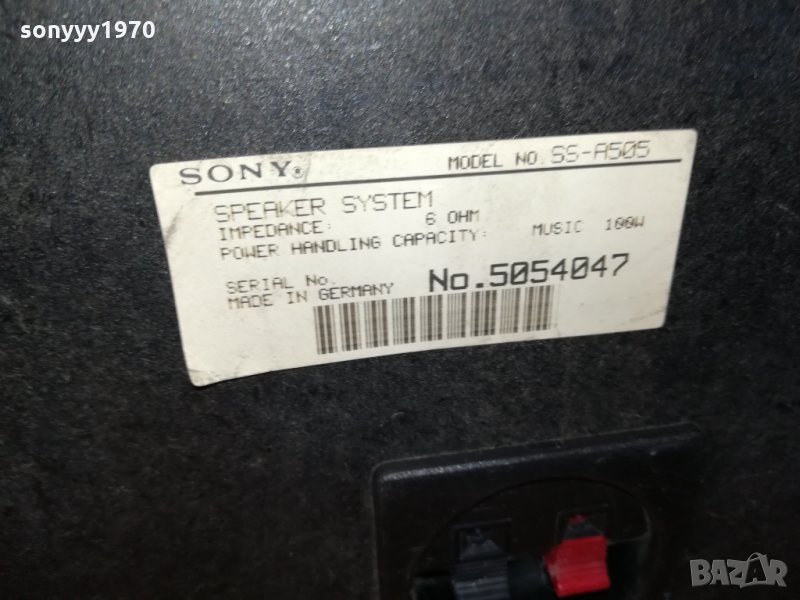 sonyyy1970
SONY® MODEL NO. SS-A505
SPEAKER SYSTEM
IMPEDANCE: 6 OHM
POWER HANDLING CAPACITY: MUSIC 100W
SERIAL No. No.5054047
MADE IN GERMANY
BAZAR